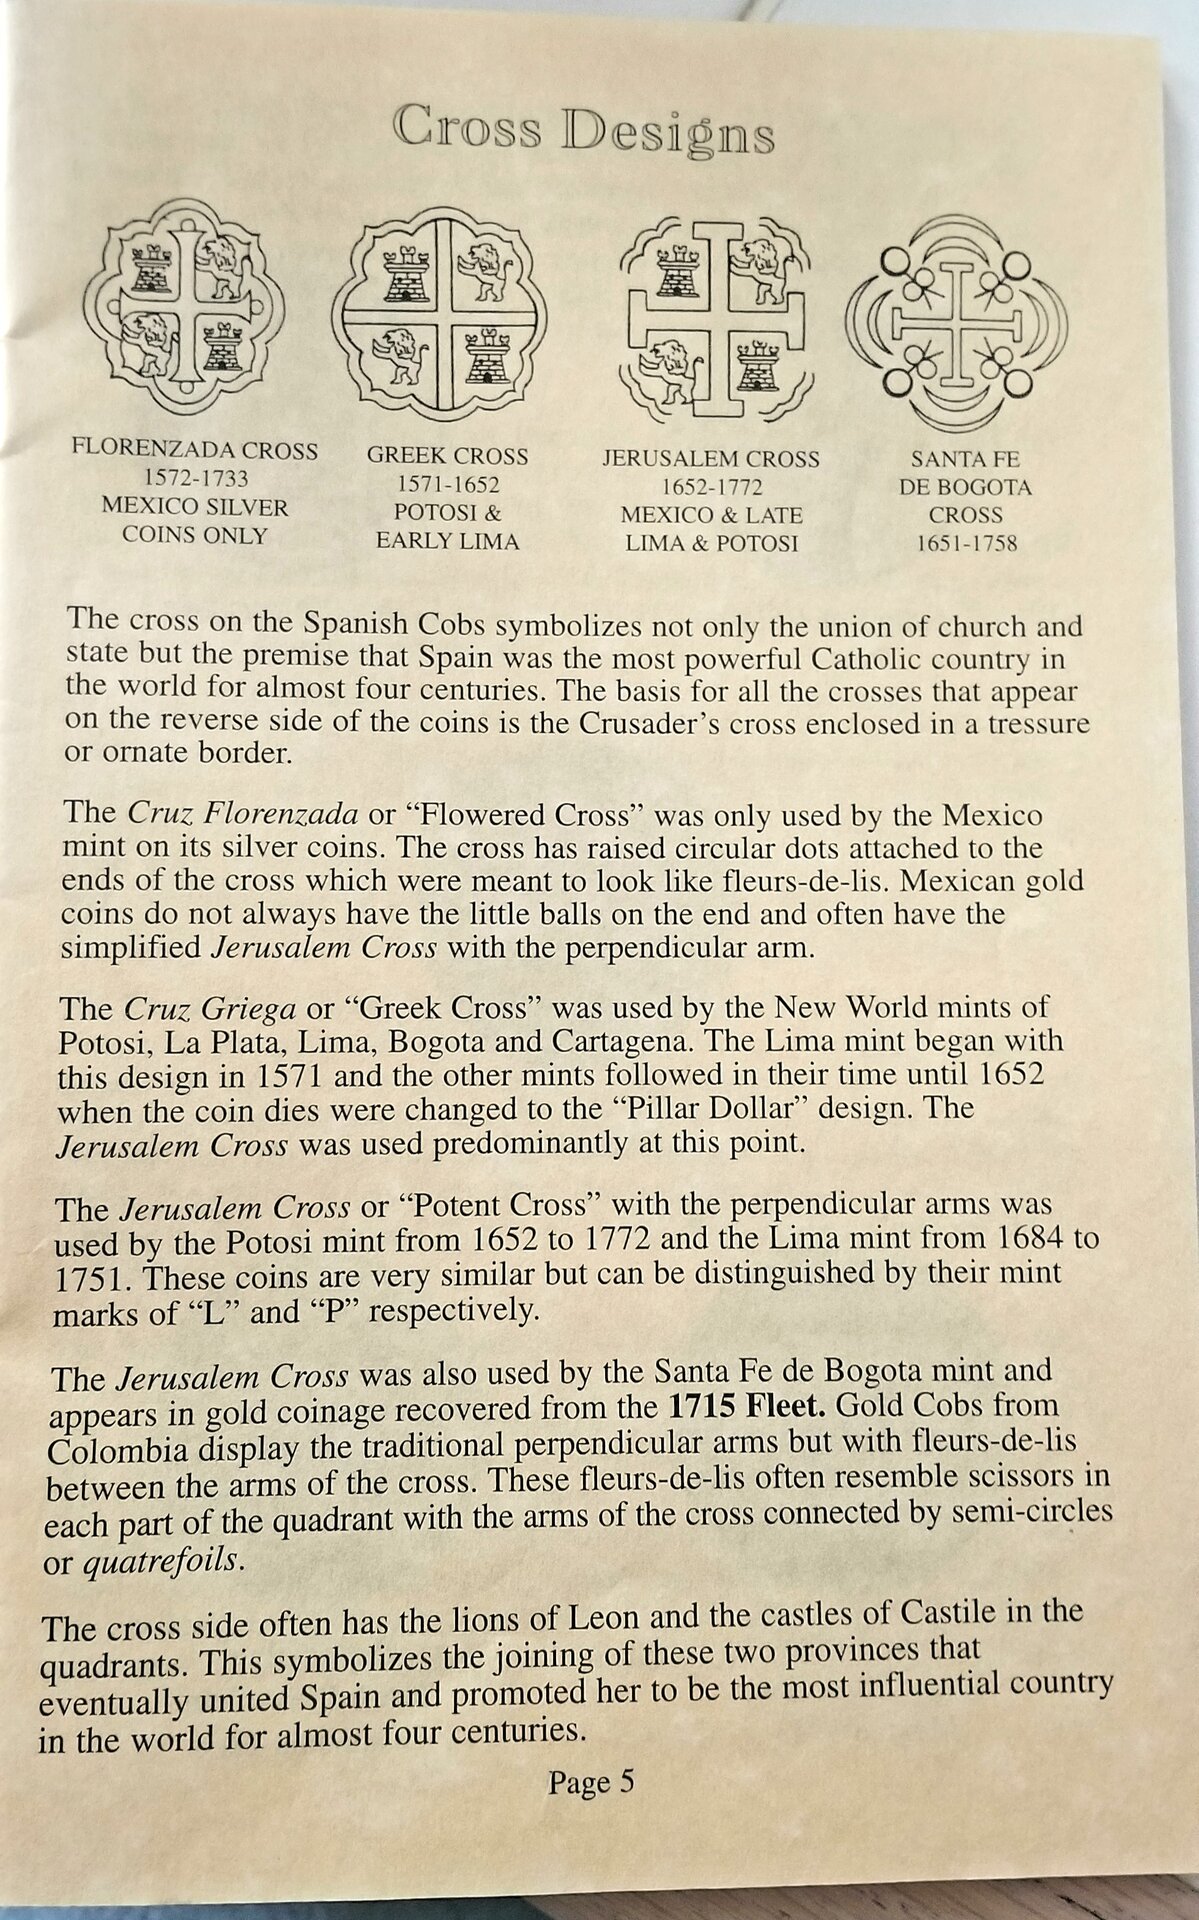 Cross Designs
FLORENZADA CROSS
1572-1733
MEXICO SILVER
COINS ONLY
GREEK CROSS
1571-1652
POTOSI &
EARLY LIMA
JERUSALEM CROSS
1652-1772
MEXICO & LATE
LIMA & POTOSI
SANTA FE
DE BOGOTA
CROSS
1651-1758
The cross on the Spanish Cobs symbolizes not only the union of church and
state but the premise that Spain was the most powerful Catholic country in
the world for almost four centuries. The basis for all the crosses that appear
on the reverse side of the coins is the Crusader’s cross enclosed in a tressure
or ornate border.
The Cruz Florenzada or “Flowered Cross” was only used by the Mexico
mint on its silver coins. The cross has raised circular dots attached to the
ends of the cross which were meant to look like fleurs-de-lis. Mexican gold
coins do not always have the little balls on the end and often have the
simplified Jerusalem Cross with the perpendicular arm.
The Cruz Griega or “Greek Cross” was used by the New World mints of
Potosi, La Plata, Lima, Bogota and Cartagena. The Lima mint began with
this design in 1571 and the other mints followed in their time until 1652
when the coin dies were changed to the “Pillar Dollar” design. The
Jerusalem Cross was used predominantly at this point.
The Jerusalem Cross or “Potent Cross” with the perpendicular arms was
used by the Potosi mint from 1652 to 1772 and the Lima mint from 1684 to
1751. These coins are very similar but can be distinguished by their mint
marks of “L” and “P” respectively.
The Jerusalem Cross was also used by the Santa Fe de Bogota mint and
appears in gold coinage recovered from the 1715 Fleet. Gold Cobs from
Colombia display the traditional perpendicular arms but with fleurs-de-lis
between the arms of the cross. These fleurs-de-lis often resemble scissors in
each part of the quadrant with the arms of the cross connected by semi-circles
or quatrefoils.
The cross side often has the lions of Leon and the castles of Castile in the
quadrants. This symbolizes the joining of these two provinces that
eventually united Spain and promoted her to be the most influential country
in the world for almost four centuries.
Page 5